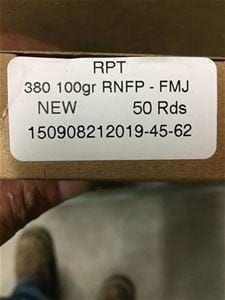 RPT
380 100gr RNFP - FMJ
NEW 50 Rds
150908212019-45-62